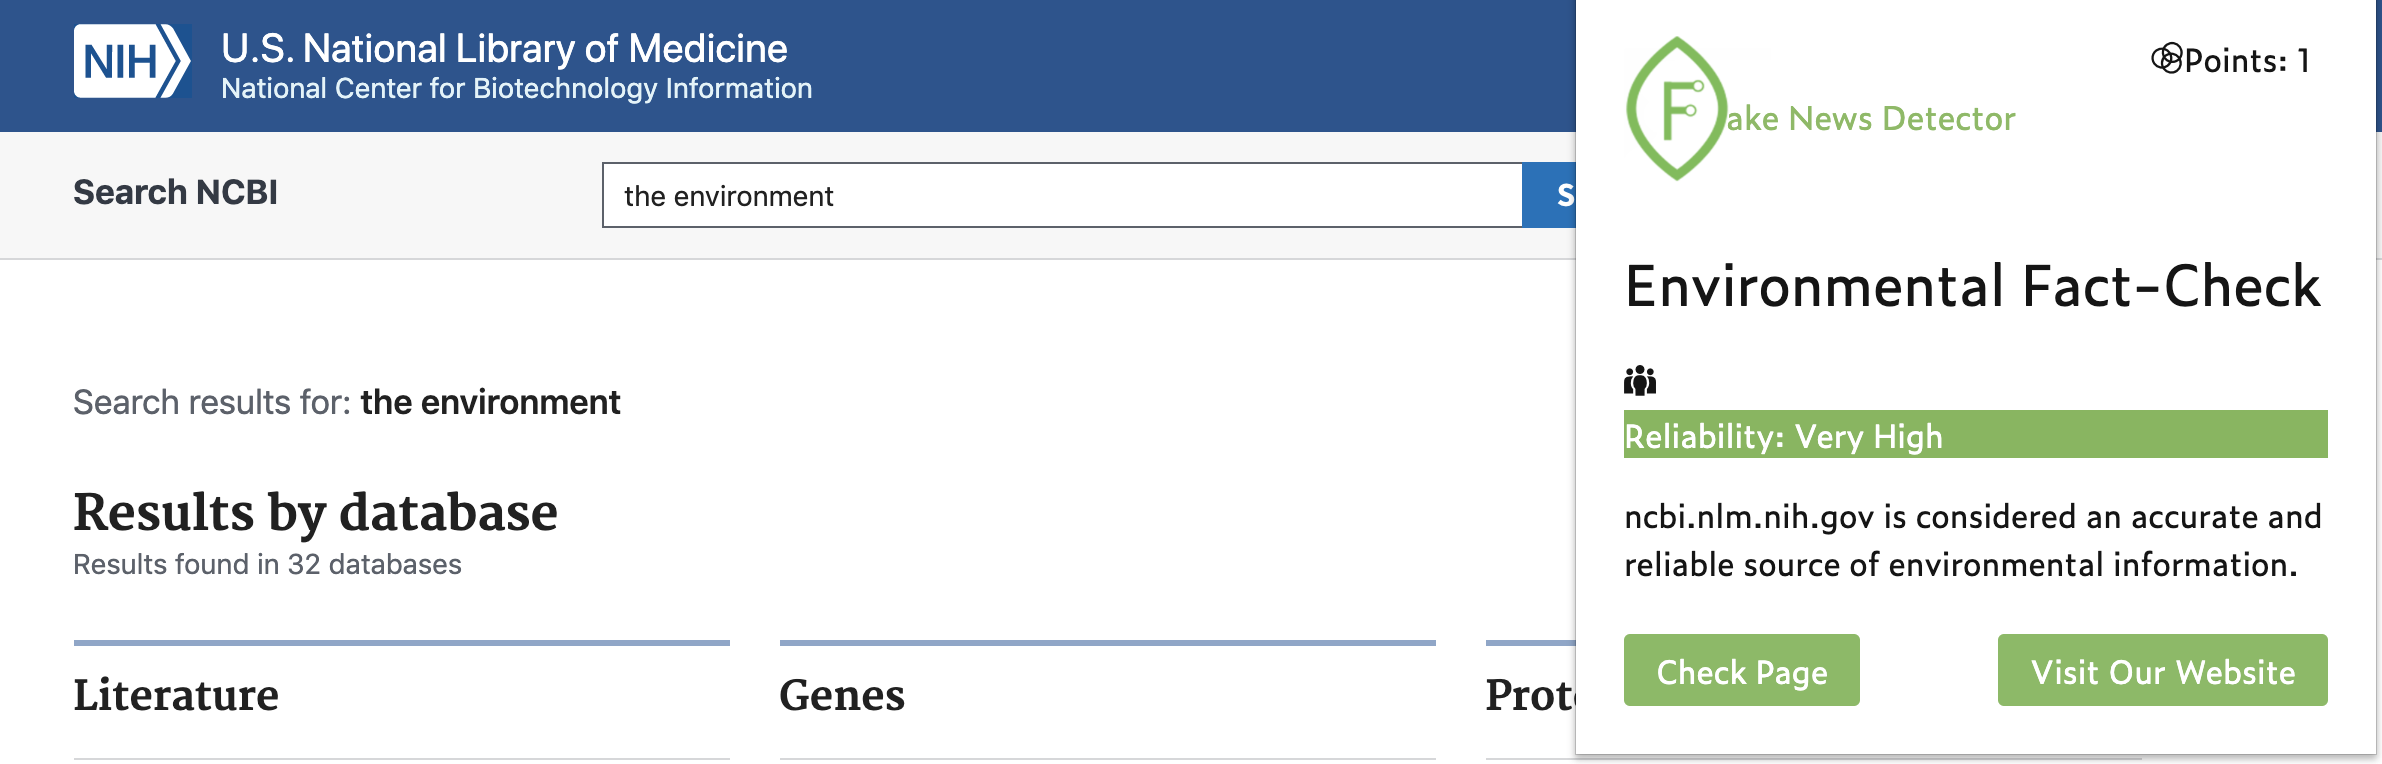 NIH
U.S. National Library of Medicine
National Center for Biotechnology Information
Search NCBI
the environment
S
Search results for: the environment
Results by database
Results found in 32 databases
Literature
Genes
Prot
Points: 1
Fake News Detector
Environmental Fact-Check
Reliability: Very High
ncbi.nlm.nih.gov is considered an accurate and
reliable source of environmental information.
Check Page
Visit Our Website